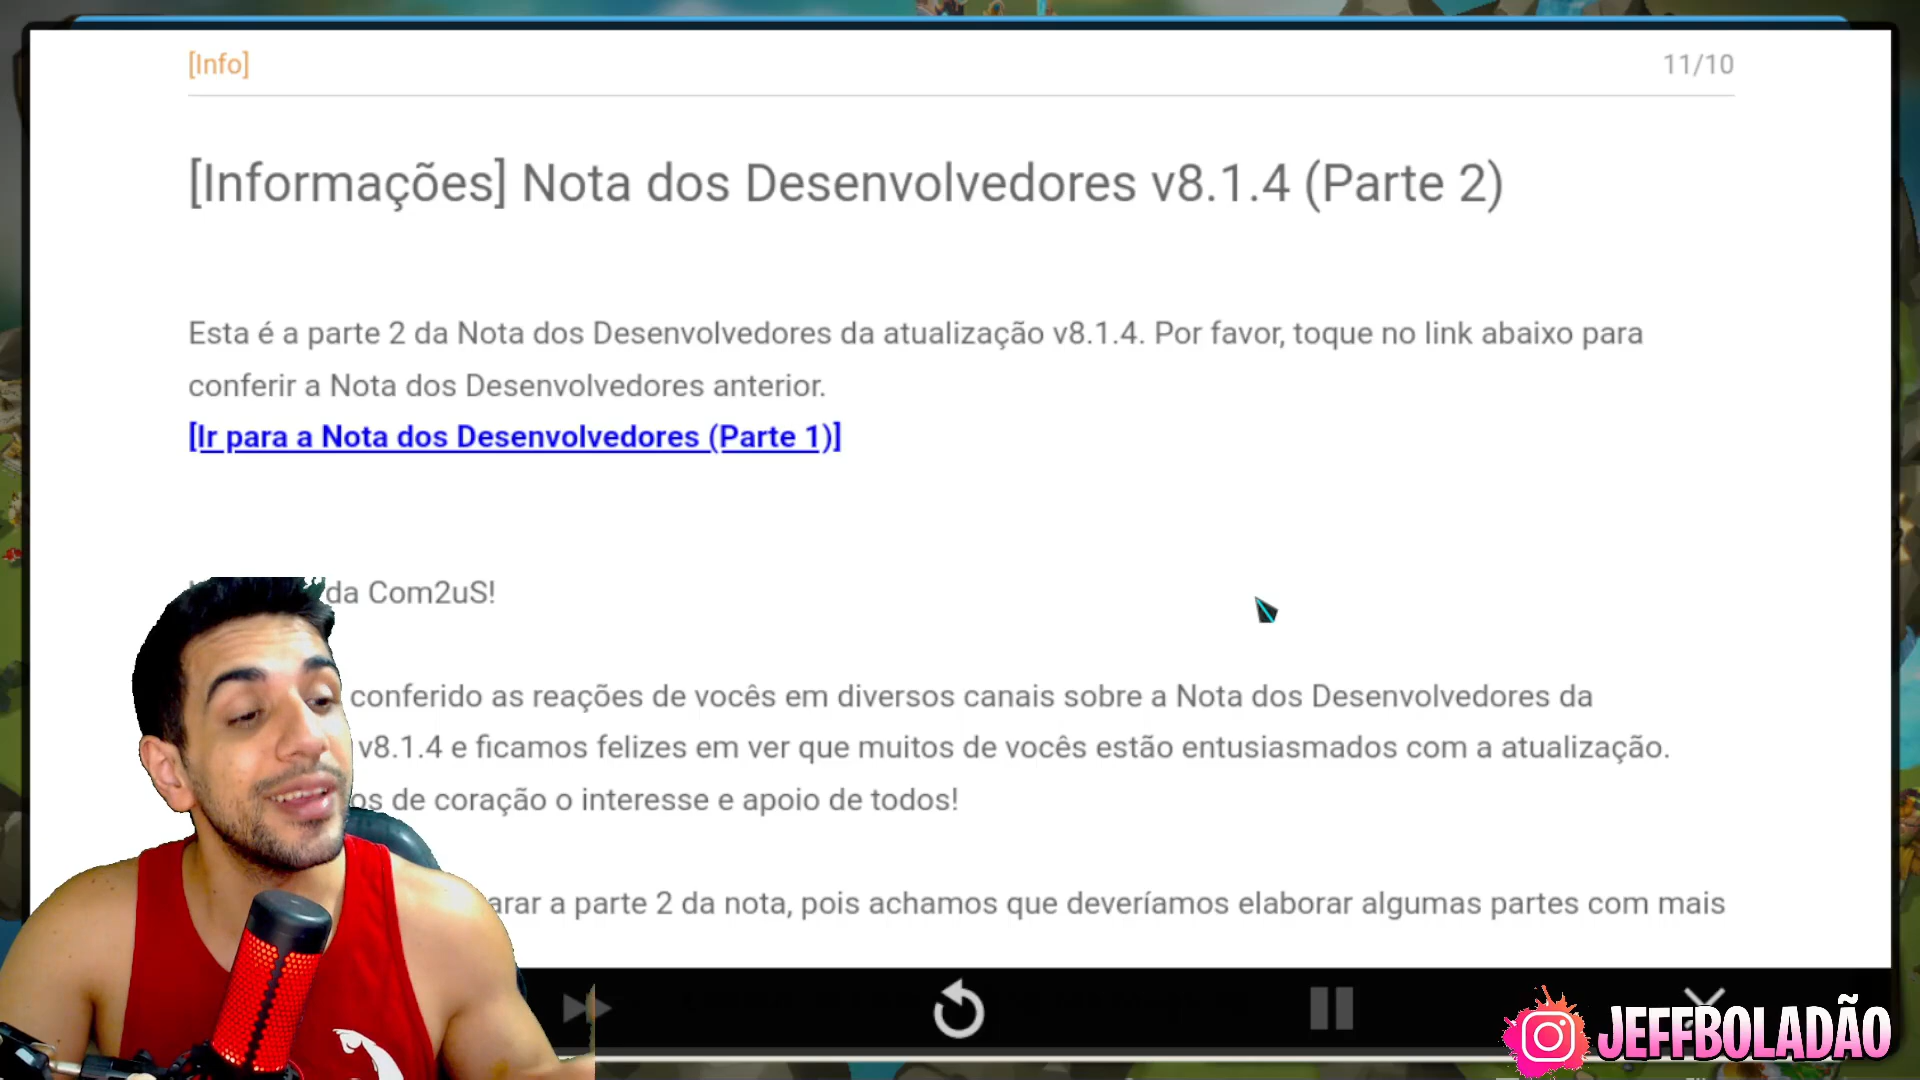 [Info]
11/10
[Informações] Nota dos Desenvolvedores v8.1.4 (Parte 2)
Esta é a parte 2 da Nota dos Desenvolvedores da atualização v8.1.4. Por favor, toque no link abaixo para
conferir a Nota dos Desenvolvedores anterior.
[Ir para a Nota dos Desenvolvedores (Parte 1)]
da Com2uS!
conferido as reações de vocês em diversos canais sobre a Nota dos Desenvolvedores da
v8.1.4 e ficamos felizes em ver que muitos de vocês estão entusiasmados com a atualização.
de coração o interesse e apoio de todos!
a parte 2 da nota, pois achamos que deveríamos elaborar algumas partes com mais
JEFFBOLADÃO